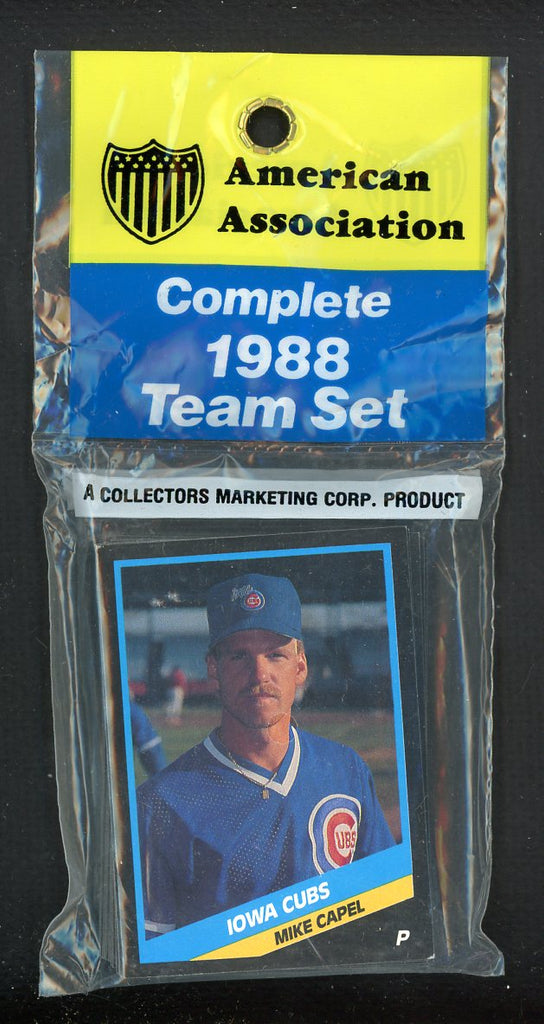 American
Association
Complete
1988
Team Set
A COLLECTORS MARKETING CORP. PRODUCT
CUBS
IOWA CUBS
MIKE CAPEL
P